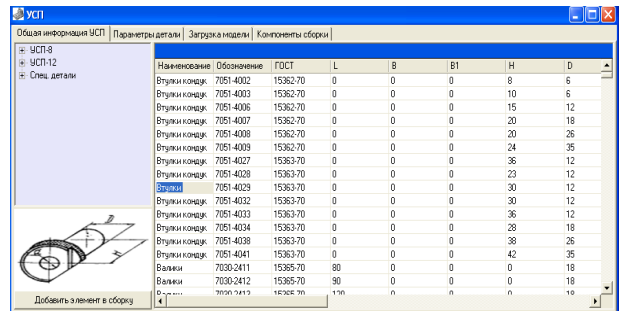 УСП
Общая информация УСП Параметры детали Загрузка модели Компоненты сборки
УСП-8
УСП-12
Спец. детали
Наименование Обозначение ГОСТ L B B1 H D
Втулки кондук 7051-4002 15362-70 0 0 0 8 6
Втулки кондук 7051-4003 15362-70 0 0 0 10 6
Втулки кондук 7051-4006 15362-70 0 0 0 15 12
Втулки кондук 7051-4007 15362-70 0 0 0 20 18
Втулки кондук 7051-4008 15362-70 0 0 0 20 26
Втулки кондук 7051-4009 15362-70 0 0 0 24 35
Втулки кондук 7051-4027 15363-70 0 0 0 36 12
Втулки кондук 7051-4028 15363-70 0 0 0 23 12
Втулки 7051-4029 15363-70 0 0 0 30 12
Втулки кондук 7051-4032 15363-70 0 0 0 30 12
Втулки кондук 7051-4033 15363-70 0 0 0 36 12
Втулки кондук 7051-4034 15363-70 0 0 0 28 18
Втулки кондук 7051-4038 15363-70 0 0 0 38 26
Втулки кондук 7051-4041 15363-70 0 0 0 42 35
Валики 7030-2411 15365-70 80 0 0 0 18
Валики 7030-2412 15365-70 90 0 0 0 18
Валики 7030-2413 15365-70 120 0 0 0 18
D
H
Добавить элемент в сборку